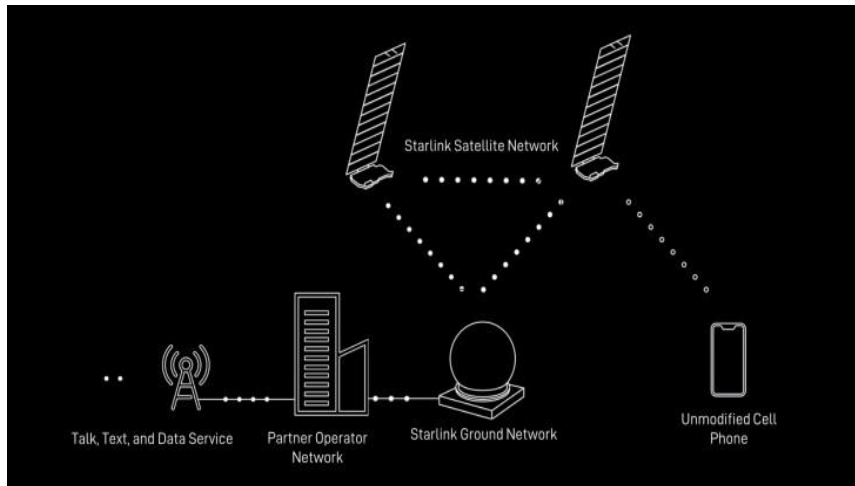 Starlink Satellite Network
Talk, Text, and Data Service
Partner Operator
Network
Starlink Ground Network
Unmodified Cell
Phone